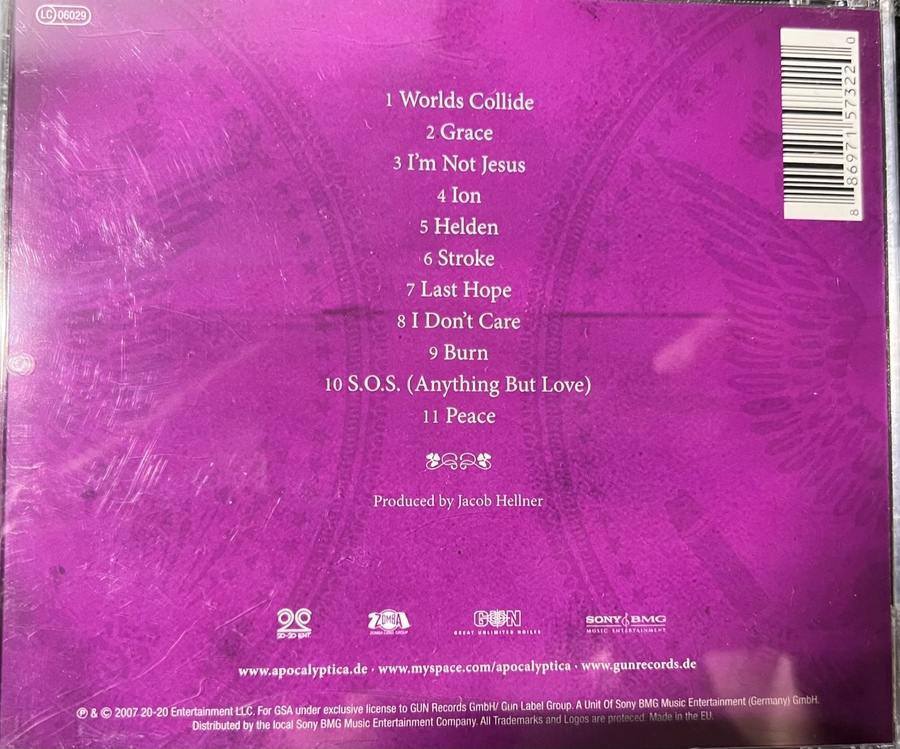 LC 06029
1 Worlds Collide
2 Grace
3 I'm Not Jesus
4 Ion
5 Helden
6 Stroke
7 Last Hope
8 I Don't Care
9 Burn
10 S.O.S. (Anything But Love)
11 Peace
Produced by Jacob Hellner
8 86971 57322 0
20-20 ENT.
ZOMBA
ZOMBA LABEL GROUP
GUN
GREAT UNLIMITED NOISES
SONY BMG
MUSIC ENTERTAINMENT
www.apocalyptica.de · www.myspace.com/apocalyptica · www.gunrecords.de
℗ & © 2007 20-20 Entertainment LLC. For GSA under exclusive license to GUN Records GmbH/ Gun Label Group. A Unit Of Sony BMG Music Entertainment (Germany) GmbH.
Distributed by the local Sony BMG Music Entertainment Company. All Trademarks and Logos are proteced. Made in the EU.